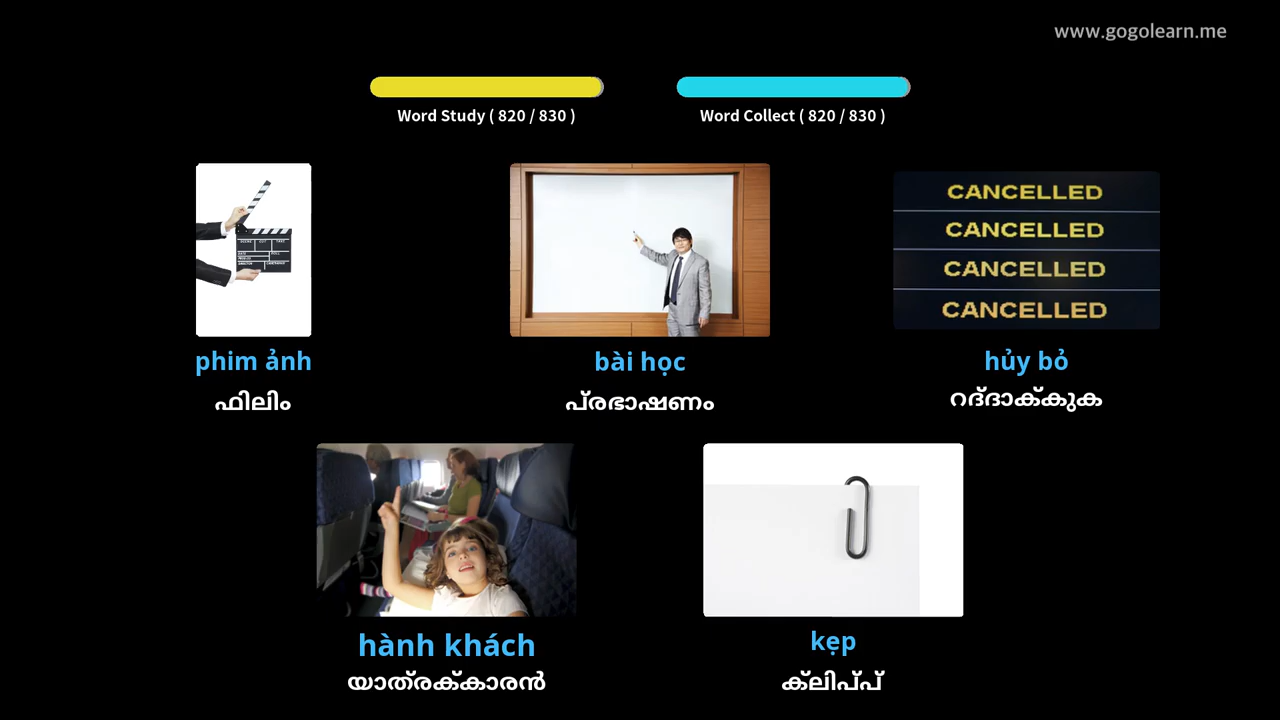 www.gogolearn.me
Word Study ( 820 / 830 )
Word Collect ( 820 / 830 )
CANCELLED
CANCELLED
CANCELLED
CANCELLED
phim ảnh
bài học
hủy bỏ
ഫിലിം
പ്രഭാഷണം
റദ്ദാക്കുക
hành khách
kẹp
യാത്രക്കാരൻ
ക്ലിപ്പ്